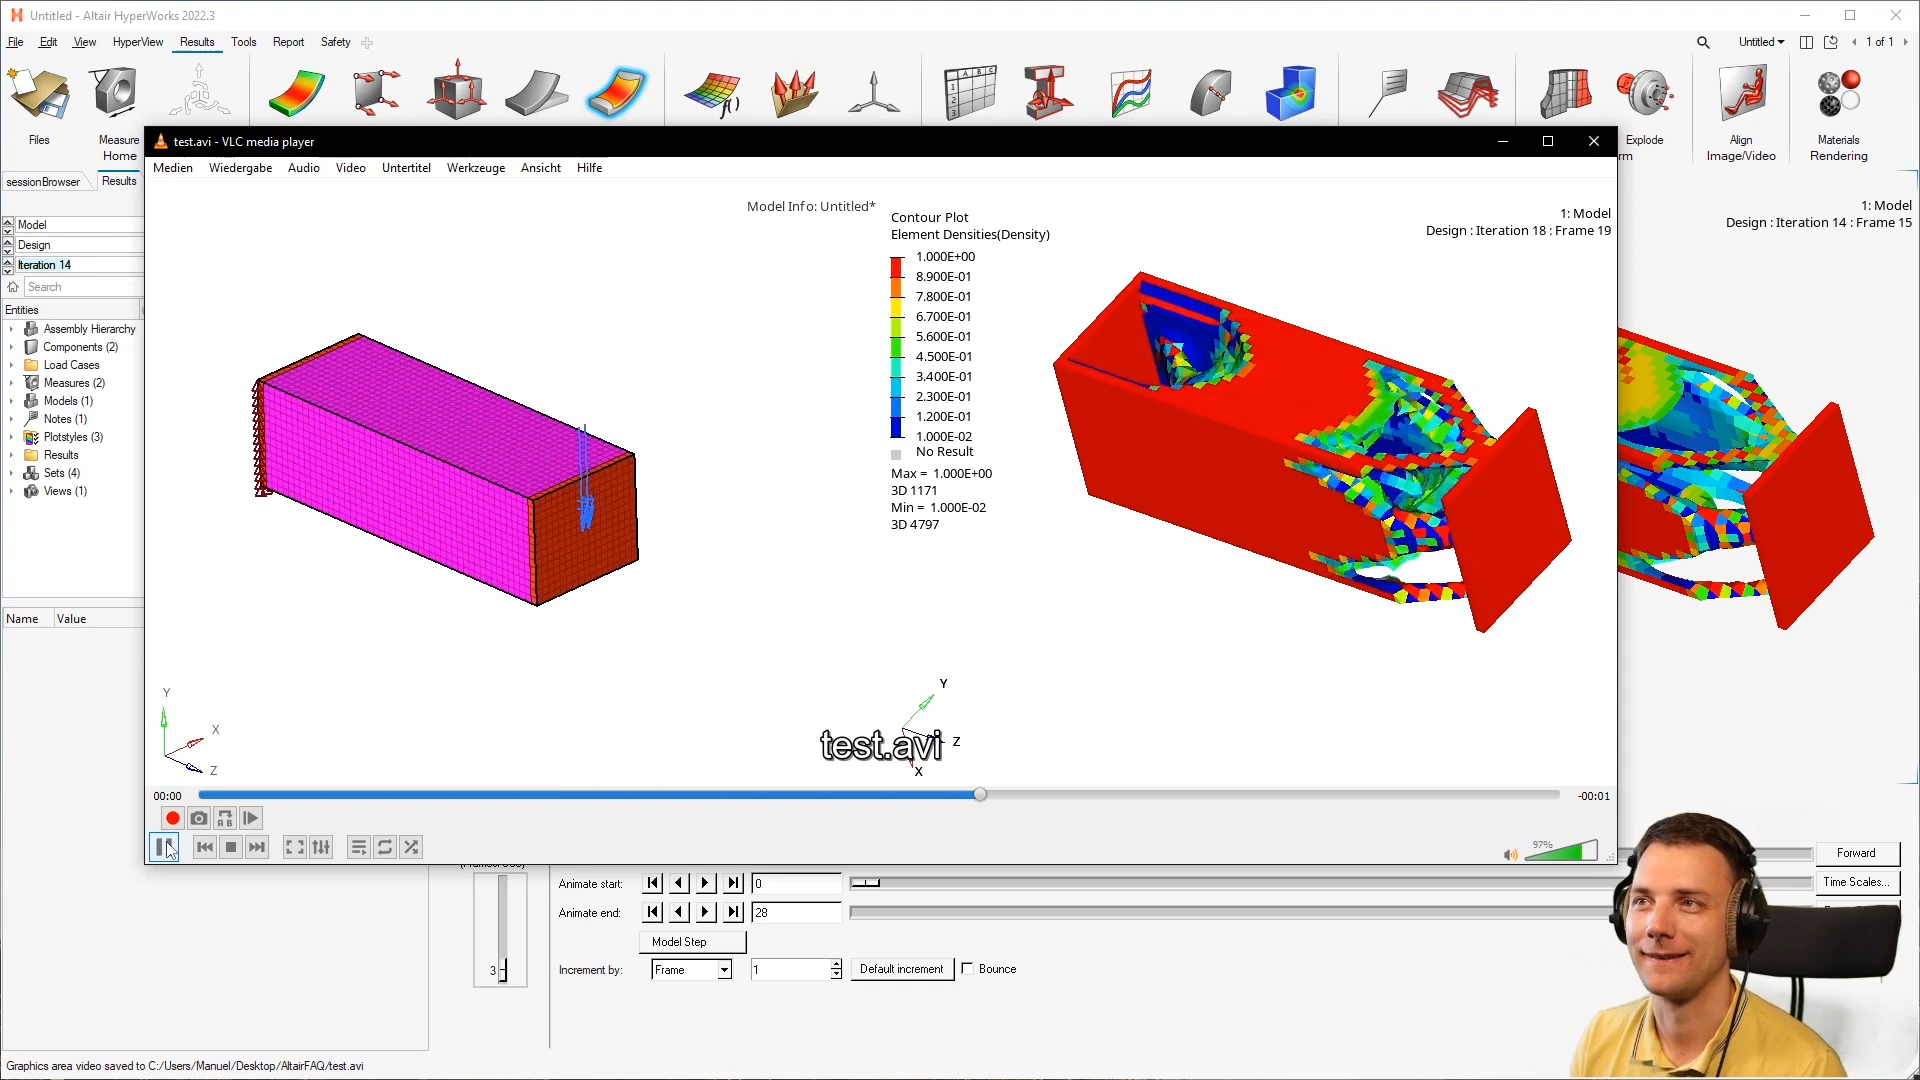 Untitled - Altair HyperWorks 2022.3
File Edit View HyperView Results Tools Report Safety
Untitled
1 of 1
Files
Measure
Home
Explode
Align
Image/Video
Materials
Rendering
sessionBrowser
Results
Model
Design
Iteration 14
Search
Entities
Assembly Hierarchy
Components (2)
Load Cases
Measures (2)
Models (1)
Notes (1)
Plotstyles (3)
Results
Sets (4)
Views (1)
Name Value
test.avi - VLC media player
Medien Wiedergabe Audio Video Untertitel Werkzeuge Ansicht Hilfe
Model Info: Untitled*
Contour Plot
Element Densities(Density)
1.000E+00
8.900E-01
7.800E-01
6.700E-01
5.600E-01
4.500E-01
3.400E-01
2.300E-01
1.200E-01
1.000E-02
No Result
Max = 1.000E+00
3D 1171
Min = 1.000E-02
3D 4797
1: Model
Design : Iteration 18 : Frame 19
1: Model
Design : Iteration 14 : Frame 15
Y
X
Z
Y
Z
X
test.avi
00:00
-00:01
97%
3
Animate start: 0
Animate end: 28
Model Step
Increment by: Frame 1 Default increment Bounce
Forward
Time Scales...
Graphics area video saved to C:/Users/Manuel/Desktop/AltairFAQ/test.avi